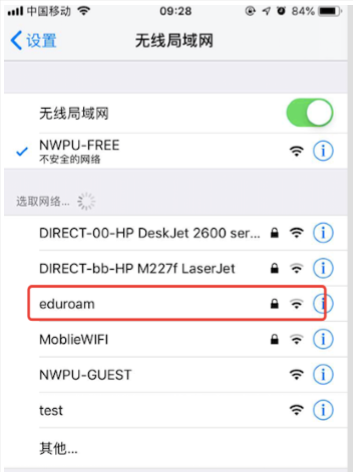 中国移动 09:28 84%
设置 无线局域网
无线局域网
NWPU-FREE
不安全的网络
选取网络...
DIRECT-00-HP DeskJet 2600 ser...
DIRECT-bb-HP M227f LaserJet
eduroam
MoblieWIFI
NWPU-GUEST
test
其他...